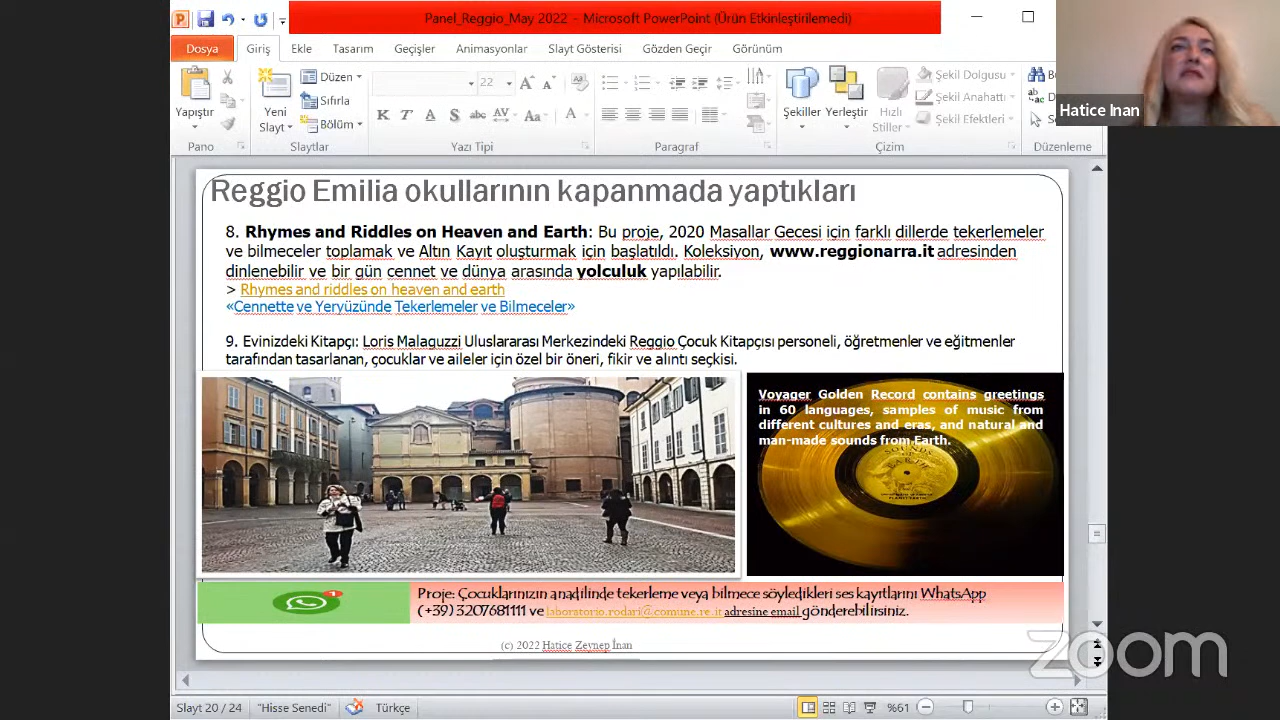 Panel_Reggio_May 2022 - Microsoft PowerPoint (Ürün Etkinleştirilemedi)
Dosya Giriş Ekle Tasarım Geçişler Animasyonlar Slayt Gösterisi Gözden Geçir Görünüm
Yapıştır
Yeni
Slayt
Düzen
Sıfırla
Bölüm
22
K T A S abc AV Aa A
Şekiller
Yerleştir
Hızlı
Stiller
Şekil Dolgusu
Şekil Anahattı
Şekil Efektleri
Pano Slaytlar Yazı Tipi Paragraf Çizim Düzenleme
Hatice Inan
Reggio Emilia okullarının kapanmada yaptıkları
8. Rhymes and Riddles on Heaven and Earth: Bu proje, 2020 Masallar Gecesi için farklı dillerde tekerlemeler
ve bilmeceler toplamak ve Altın Kayıt oluşturmak için başlatıldı. Koleksiyon, www.reggionarra.it adresinden
dinlenebilir ve bir gün cennet ve dünya arasında yolculuk yapılabilir.
> Rhymes and riddles on heaven and earth
«Cennette ve Yeryüzünde Tekerlemeler ve Bilmeceler»
9. Evinizdeki Kitapçı: Loris Malaguzzi Uluslararası Merkezindeki Reggio Çocuk Kitapçısı personeli, öğretmenler ve eğitmenler
tarafından tasarlanan, çocuklar ve aileler için özel bir öneri, fikir ve alıntı seçkisi.
Voyager Golden Record contains greetings
in 60 languages, samples of music from
different cultures and eras, and natural and
man-made sounds from Earth.
SOUNDS
OF
EARTH
Proje: Çocuklarınızın anadilinde tekerleme veya bilmece söyledikleri ses kayıtlarını WhatsApp
(+39) 3207681111 ve laboratorio.rodari@comune.re.it adresine email gönderebilirsiniz.
(c) 2022 Hatice Zeynep İnan
zoom
Slayt 20 / 24 "Hisse Senedi" Türkçe %61